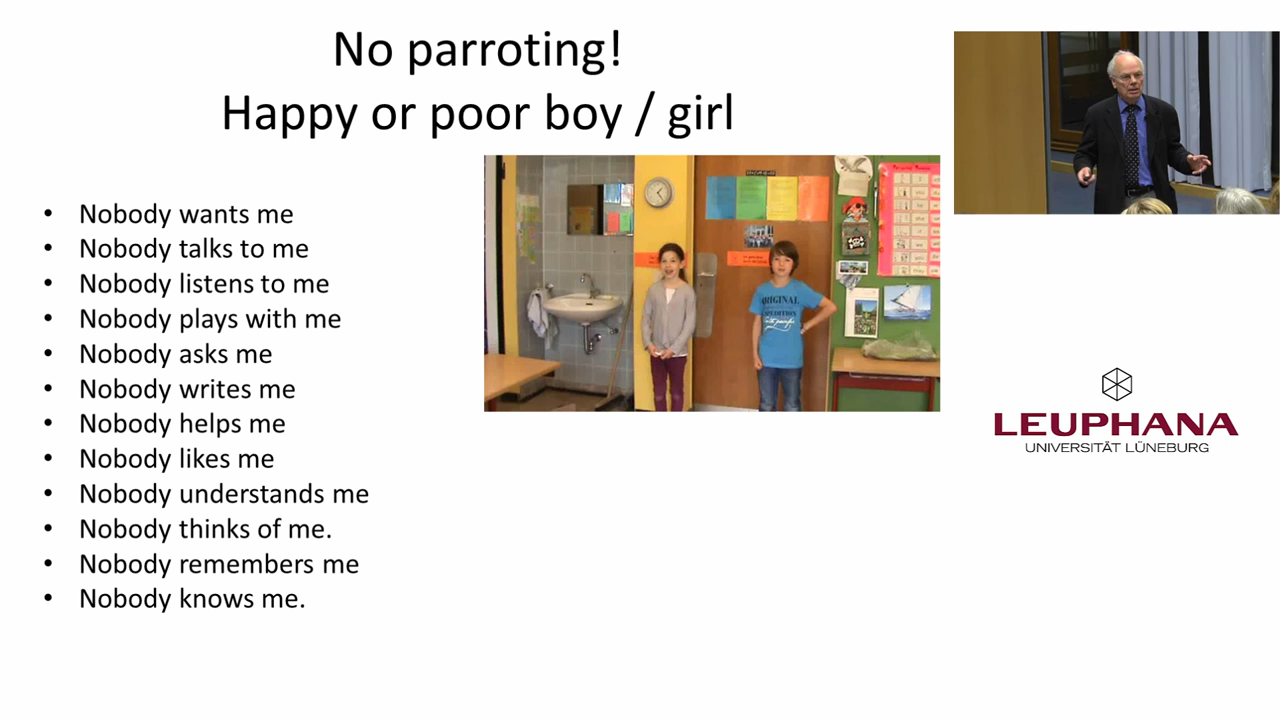 No parroting!
Happy or poor boy / girl
• Nobody wants me
• Nobody talks to me
• Nobody listens to me
• Nobody plays with me
• Nobody asks me
• Nobody writes me
• Nobody helps me
• Nobody likes me
• Nobody understands me
• Nobody thinks of me.
• Nobody remembers me
• Nobody knows me.
ORIGINAL
LEUPHANA
UNIVERSITÄT LÜNEBURG